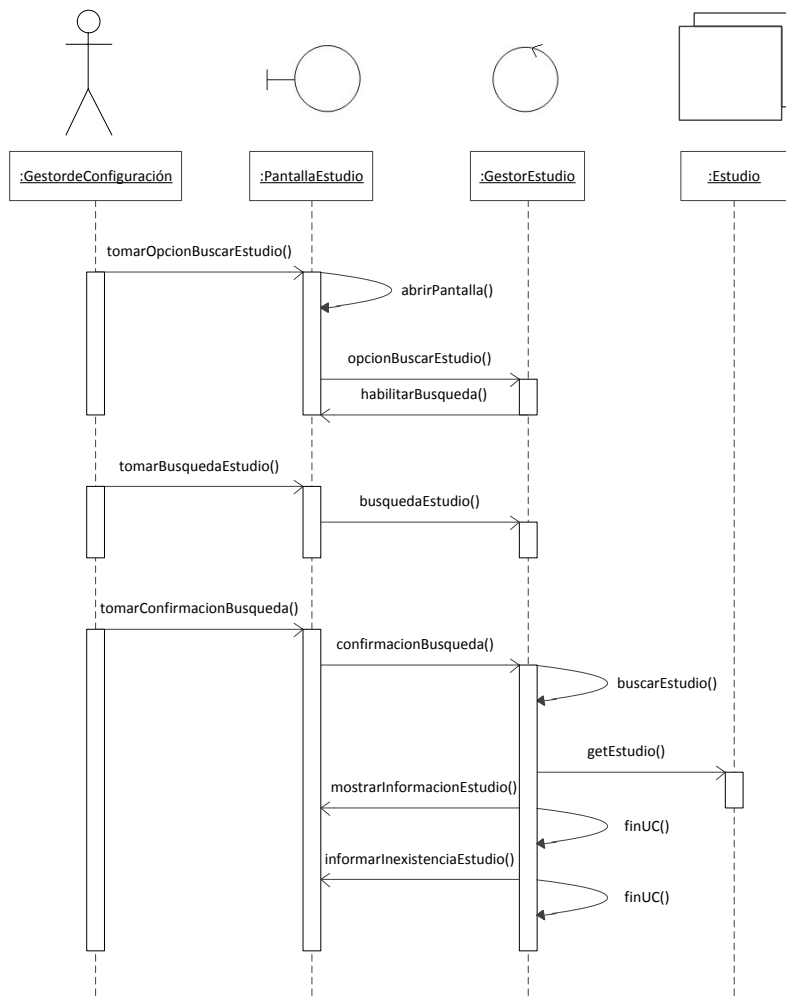 :GestordeConfiguración
:PantallaEstudio
:GestorEstudio
:Estudio
tomarOpcionBuscarEstudio()
abrirPantalla()
opcionBuscarEstudio()
habilitarBusqueda()
tomarBusquedaEstudio()
busquedaEstudio()
tomarConfirmacionBusqueda()
confirmacionBusqueda()
buscarEstudio()
getEstudio()
mostrarInformacionEstudio()
finUC()
informarInexistenciaEstudio()
finUC()